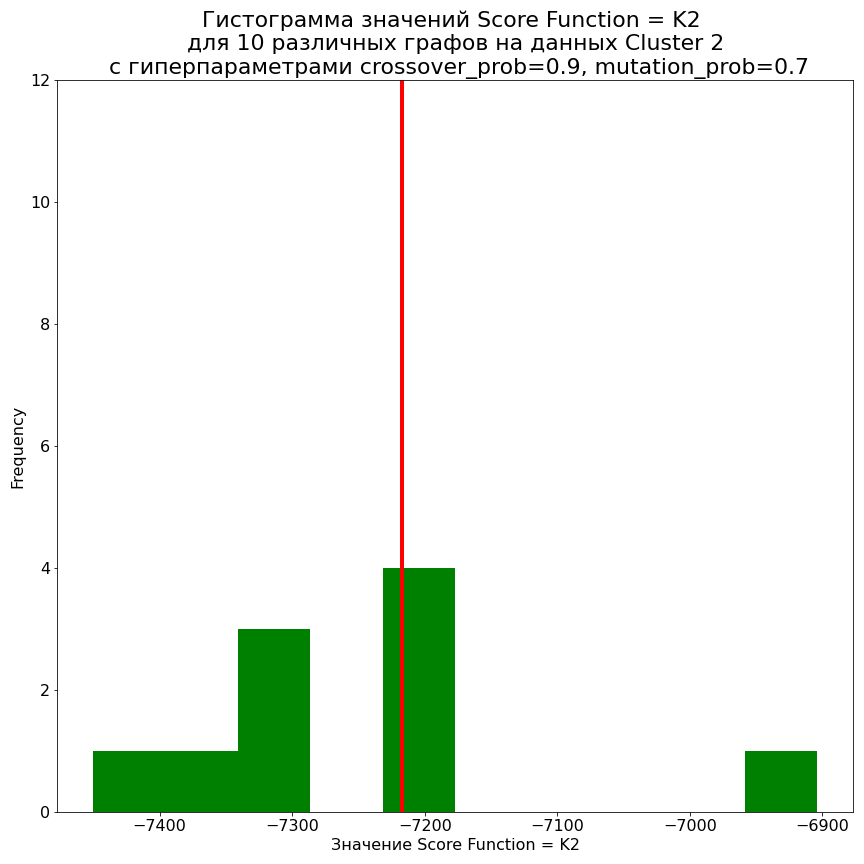 Гистограмма значений Score Function = K2
для 10 различных графов на данных Cluster 2
с гиперпараметрами crossover_prob=0.9, mutation_prob=0.7
12
10
8
6
4
2
0
Frequency
−7400 −7300 −7200 −7100 −7000 −6900
Значение Score Function = K2